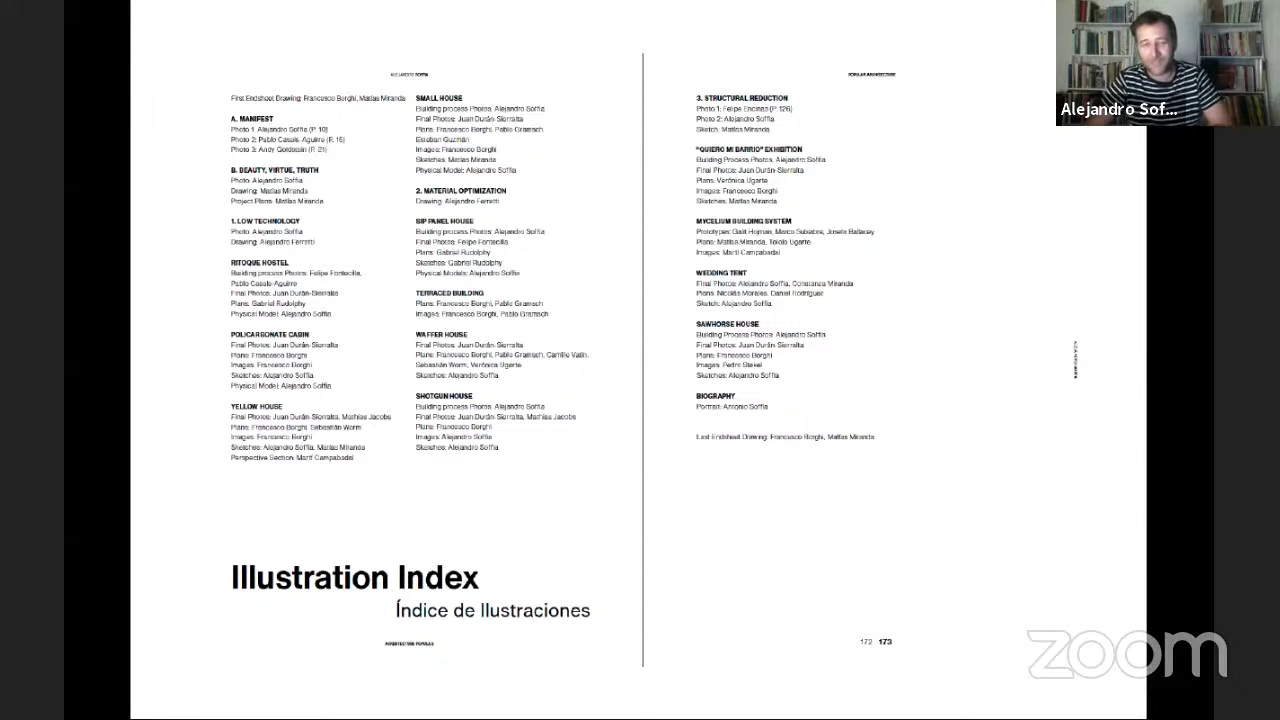 ALEJANDRO SOFFIA
First Endsheet Drawing: Francesco Borghi, Matías Miranda
A. MANIFEST
Photo 1: Alejandro Soffia (P. 10)
Photo 2: Pablo Casals-Aguirre (P. 15)
Photo 3: Andy Goldstein (P. 21)
B. BEAUTY, VIRTUE, TRUTH
Photo: Alejandro Soffia
Drawing: Matías Miranda
Project Plans: Matías Miranda
1. LOW TECHNOLOGY
Photo: Alejandro Soffia
Drawing: Alejandro Ferretti
RITOQUE HOSTEL
Building process Photos: Felipe Fontecilla,
Pablo Casals-Aguirre
Final Photos: Juan Durán-Sierralta
Plans: Gabriel Rudolphy
Physical Model: Alejandro Soffia
POLICARBONATE CABIN
Final Photos: Juan Durán-Sierralta
Plans: Francesco Borghi
Images: Francesco Borghi
Sketches: Alejandro Soffia
Physical Model: Alejandro Soffia
YELLOW HOUSE
Final Photos: Juan Durán-Sierralta, Mathias Jacobs
Plans: Francesco Borghi, Sebastián Worm
Images: Francesco Borghi
Sketches: Alejandro Soffia, Matías Miranda
Perspective Section: Martí Campabadal
SMALL HOUSE
Building process Photos: Alejandro Soffia
Final Photos: Juan Durán-Sierralta
Plans: Francesco Borghi, Pablo Gramsch
Esteban Guzmán
Images: Francesco Borghi
Sketches: Matías Miranda
Physical Model: Alejandro Soffia
2. MATERIAL OPTIMIZATION
Drawing: Alejandro Ferretti
SIP PANEL HOUSE
Building process Photos: Alejandro Soffia
Final Photos: Felipe Fontecilla
Plans: Gabriel Rudolphy
Sketches: Gabriel Rudolphy
Physical Models: Alejandro Soffia
TERRACED BUILDING
Plans: Francesco Borghi, Pablo Gramsch
Images: Francesco Borghi, Pablo Gramsch
WAFFER HOUSE
Final Photos: Juan Durán-Sierralta
Plans: Francesco Borghi, Pablo Gramsch, Camille Valin,
Sebastián Worm, Verónica Ugarte
Sketches: Alejandro Soffia
SHOTGUN HOUSE
Building process Photos: Alejandro Soffia
Final Photos: Juan Durán-Sierralta, Mathias Jacobs
Plans: Francesco Borghi
Images: Alejandro Soffia
Sketches: Alejandro Soffia
Illustration Index
Índice de Ilustraciones
ARQUITECTURA POPULAR
POPULAR ARCHITECTURE
3. STRUCTURAL REDUCTION
Photo 1: Felipe Encinas (P. 126)
Photo 2: Alejandro Soffia
Sketch, Matías Miranda
"QUIERO MI BARRIO" EXHIBITION
Building Process Photos, Alejandro Soffia
Final Photos: Juan Durán-Sierralta
Plans: Verónica Ugarte
Images: Francesco Borghi
Sketches: Matías Miranda
MYCELIUM BUILDING SYSTEM
Prototypes: Galit Hojman, Marco Subiabre, Josefa Ballacey
Plans: Matías Miranda, Tokolo Ugarte
Images: Martí Campabadal
WEDDING TENT
Final Photos: Alejandro Soffia, Constanza Miranda
Plans: Nicolás Morales, Daniel Rodríguez
Sketch: Alejandro Soffia
SAWHORSE HOUSE
Building Process Photos: Alejandro Soffia
Final Photos: Juan Durán-Sierralta
Plans: Francesco Borghi
Images: Pedro Stekel
Sketches: Alejandro Soffia
BIOGRAPHY
Portrait: Antonio Soffia
Last Endsheet Drawing: Francesco Borghi, Matías Miranda
172 173
Alejandro Sof...
zoom